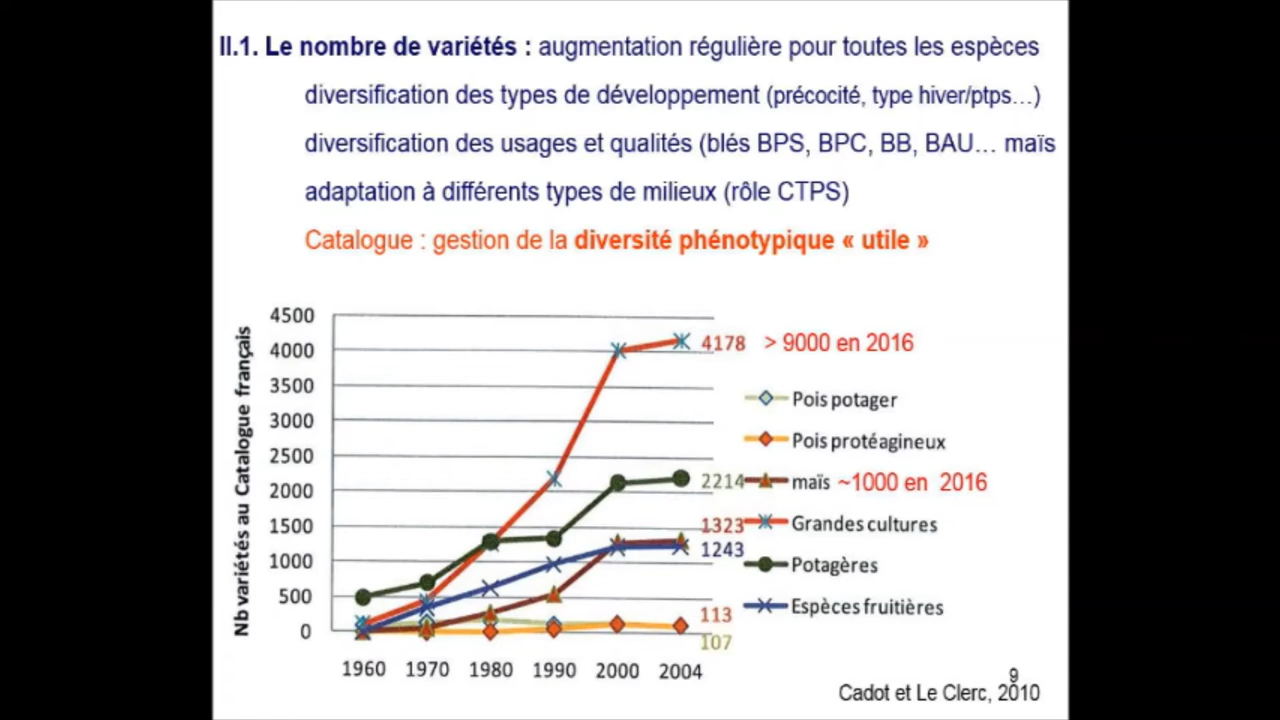 II.1. Le nombre de variétés : augmentation régulière pour toutes les espèces
diversification des types de développement (précocité, type hiver/ptps…)
diversification des usages et qualités (blés BPS, BPC, BB, BAU… maïs
adaptation à différents types de milieux (rôle CTPS)
Catalogue : gestion de la diversité phénotypique « utile »
Nb variétés au Catalogue français
4500
4000
3500
3000
2500
2000
1500
1000
500
0
1960 1970 1980 1990 2000 2004
4178 > 9000 en 2016
2214
1323
1243
113
107
Pois potager
Pois protéagineux
maïs ~1000 en 2016
Grandes cultures
Potagères
Espèces fruitières
9
Cadot et Le Clerc, 2010